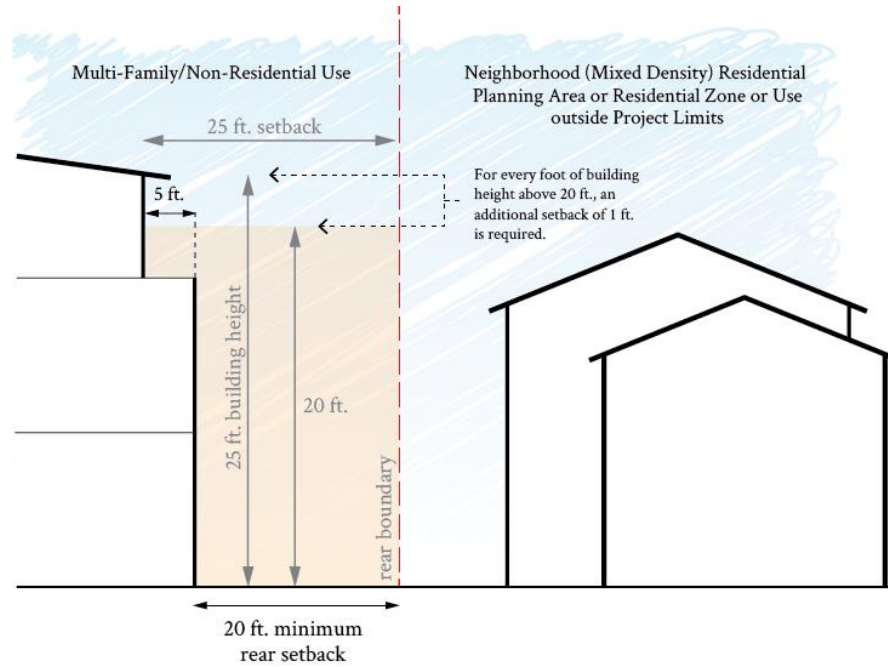 Multi-Family/Non-Residential Use
Neighborhood (Mixed Density) Residential
Planning Area or Residential Zone or Use
outside Project Limits
25 ft. setback
For every foot of building
height above 20 ft., an
additional setback of 1 ft.
is required.
5 ft.
25 ft. building height
20 ft.
rear boundary
20 ft. minimum
rear setback